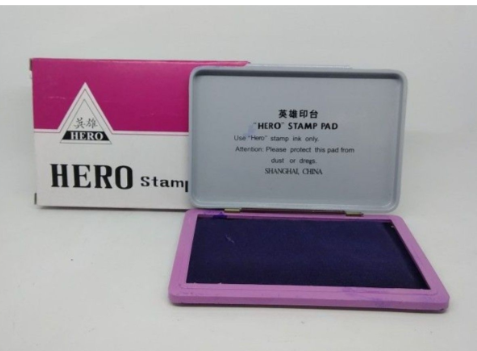 英雄
HERO
HERO Stamp
英雄印台
"HERO" STAMP PAD
Use "Hero" stamp ink only.
Attention: Please protect this pad from
dust or dregs.
SHANGHAI, CHINA